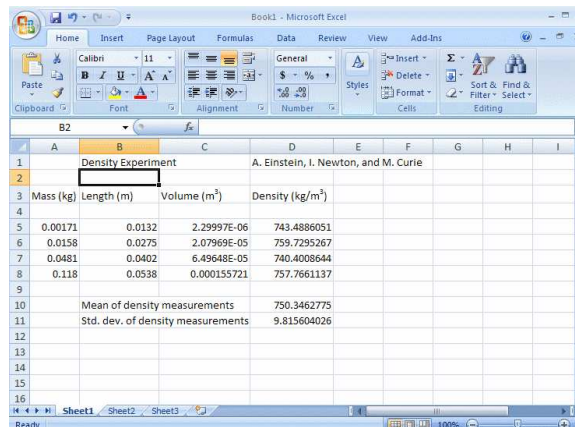 Book1 - Microsoft Excel
Home Insert Page Layout Formulas Data Review View Add-Ins
Calibri 11 General Insert Σ
B I U A A $ % , Delete
Paste Styles Format Sort & Filter Find & Select
Clipboard Font Alignment Number Cells Editing
B2 fx
A B C D E F G H I
1 Density Experiment A. Einstein, I. Newton, and M. Curie
2
3 Mass (kg) Length (m) Volume (m³) Density (kg/m³)
4
5 0.00171 0.0132 2.29997E-06 743.4886051
6 0.0158 0.0275 2.07969E-05 759.7295267
7 0.0481 0.0402 6.49648E-05 740.4008644
8 0.118 0.0538 0.000155721 757.7661137
9
10 Mean of density measurements 750.3462775
11 Std. dev. of density measurements 9.815604026
12
13
14
15
16
Sheet1 Sheet2 Sheet3
Ready 100%